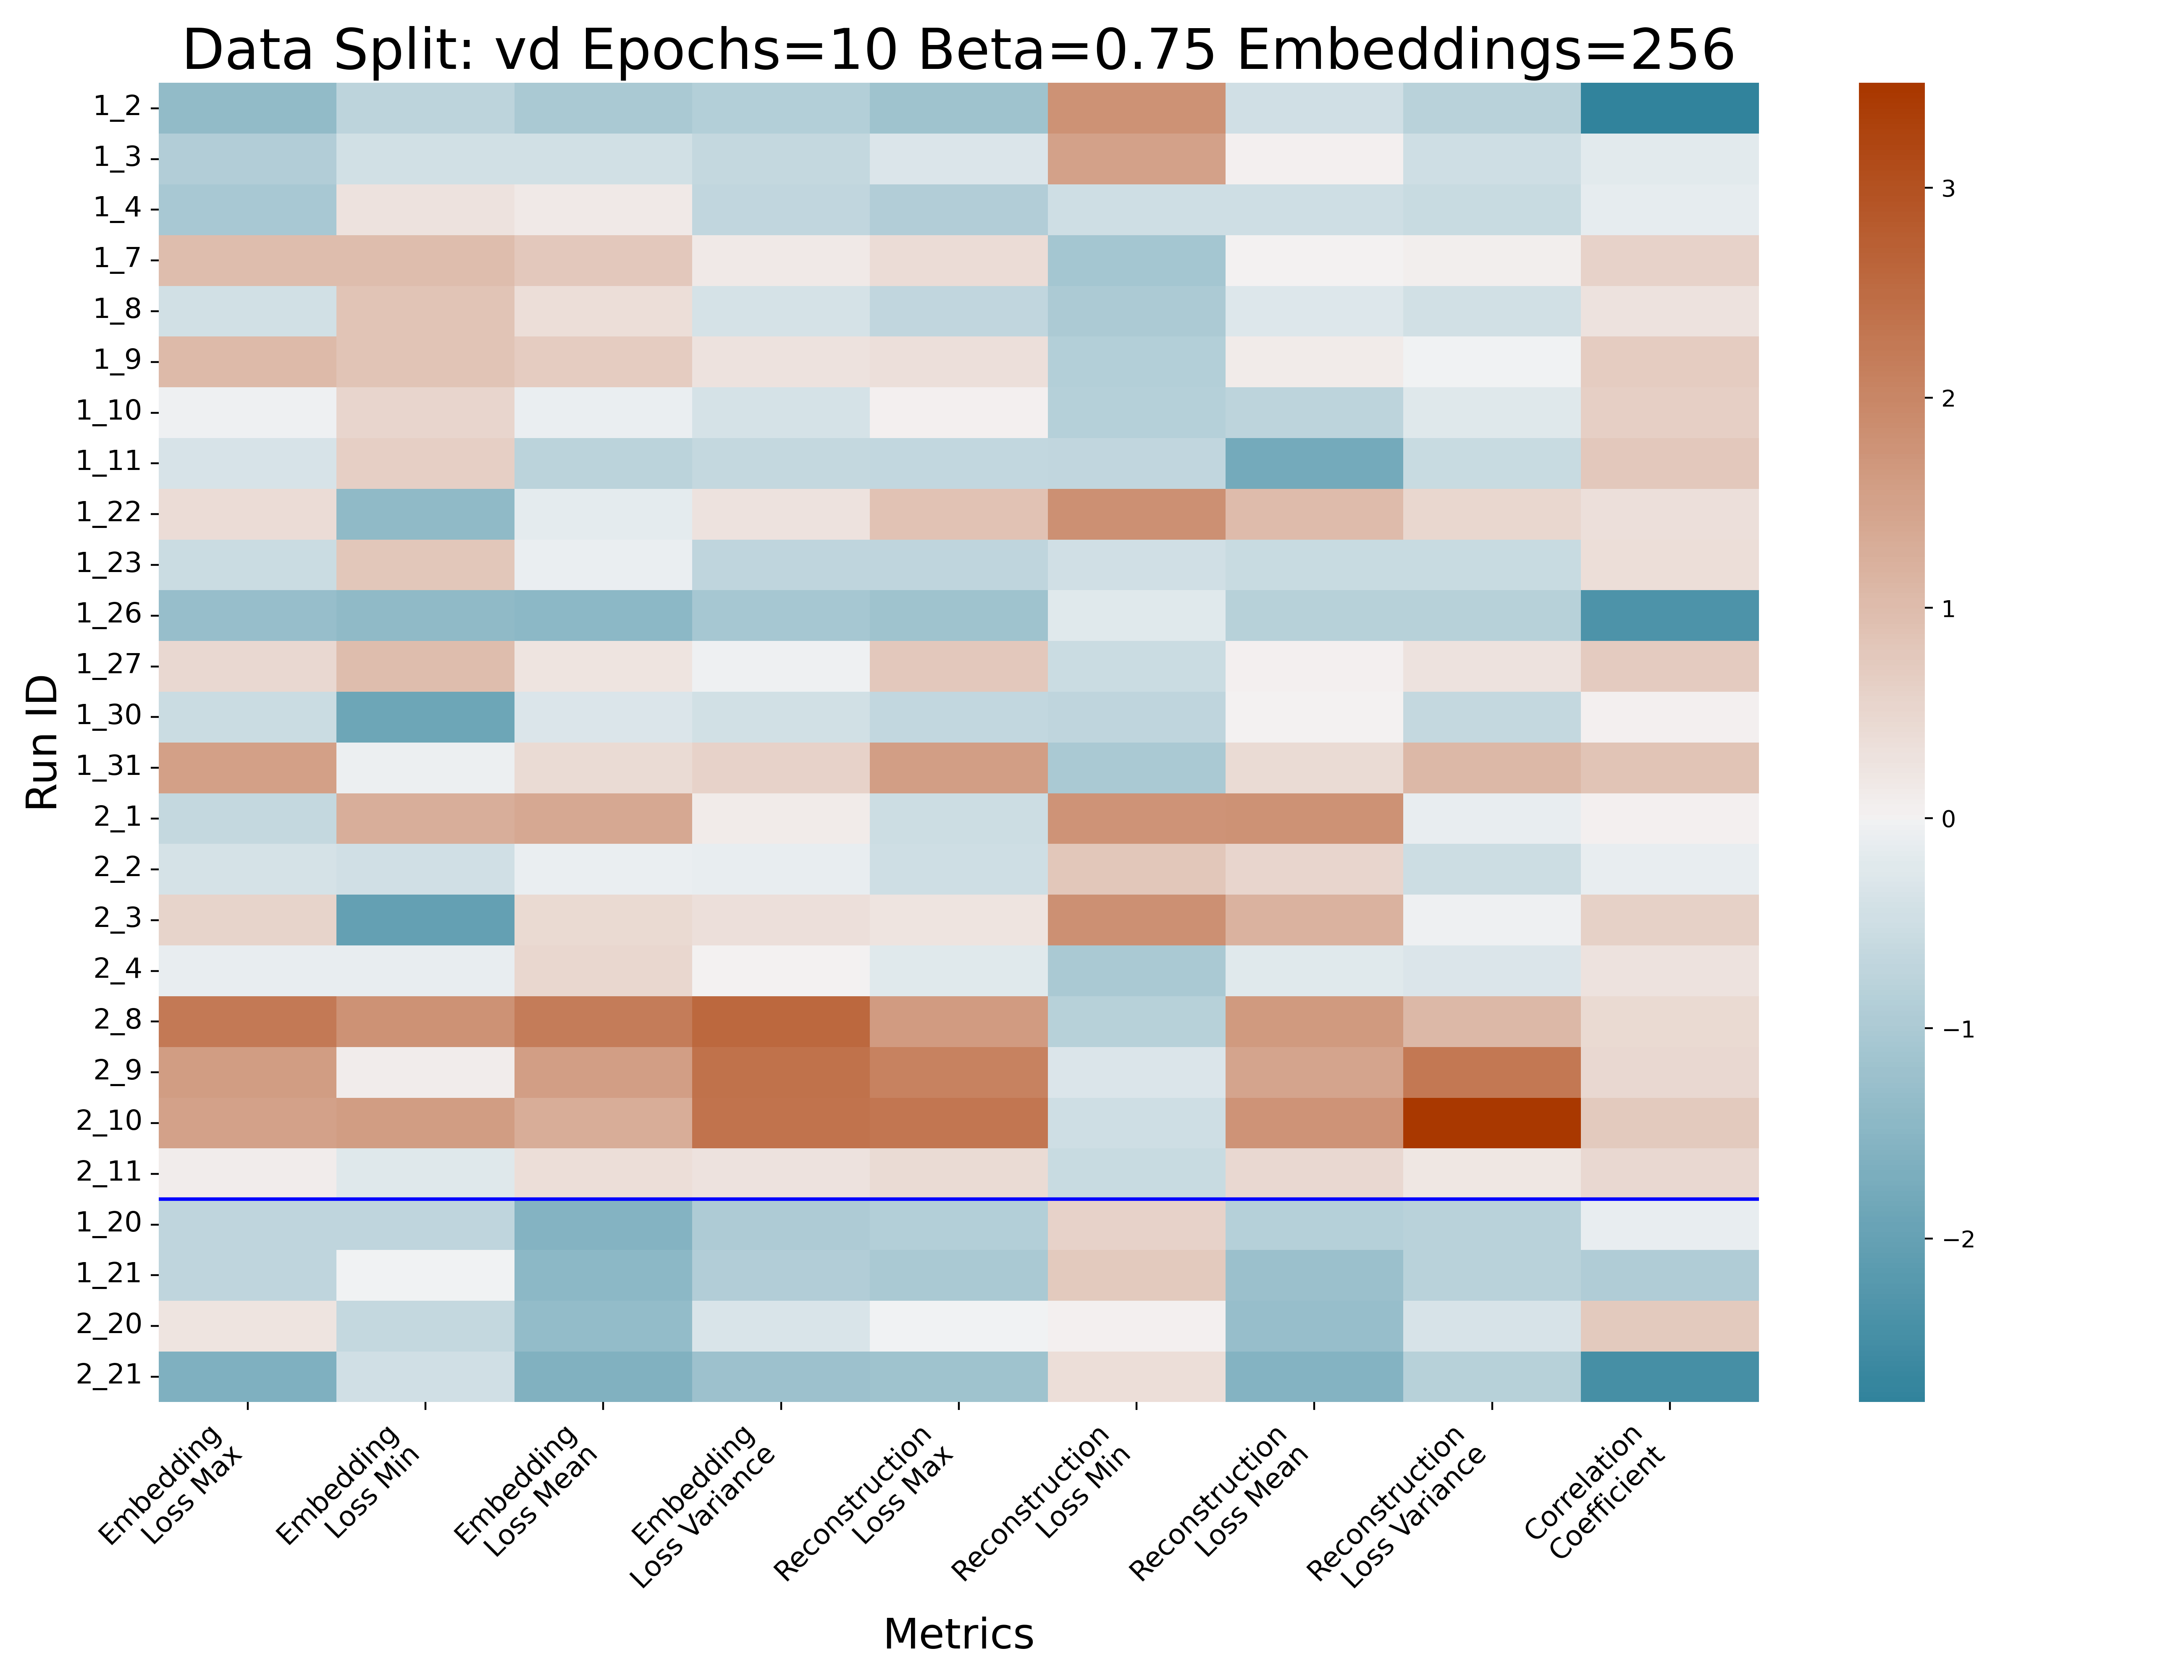 Data Split: vd Epochs=10 Beta=0.75 Embeddings=256
Run ID
1_2
1_3
1_4
1_7
1_8
1_9
1_10
1_11
1_22
1_23
1_26
1_27
1_30
1_31
2_1
2_2
2_3
2_4
2_8
2_9
2_10
2_11
1_20
1_21
2_20
2_21
Embedding
Loss Max
Embedding
Loss Min
Embedding
Loss Mean
Embedding
Loss Variance
Reconstruction
Loss Max
Reconstruction
Loss Min
Reconstruction
Loss Mean
Reconstruction
Loss Variance
Correlation
Coefficient
Metrics
3
2
1
0
−1
−2